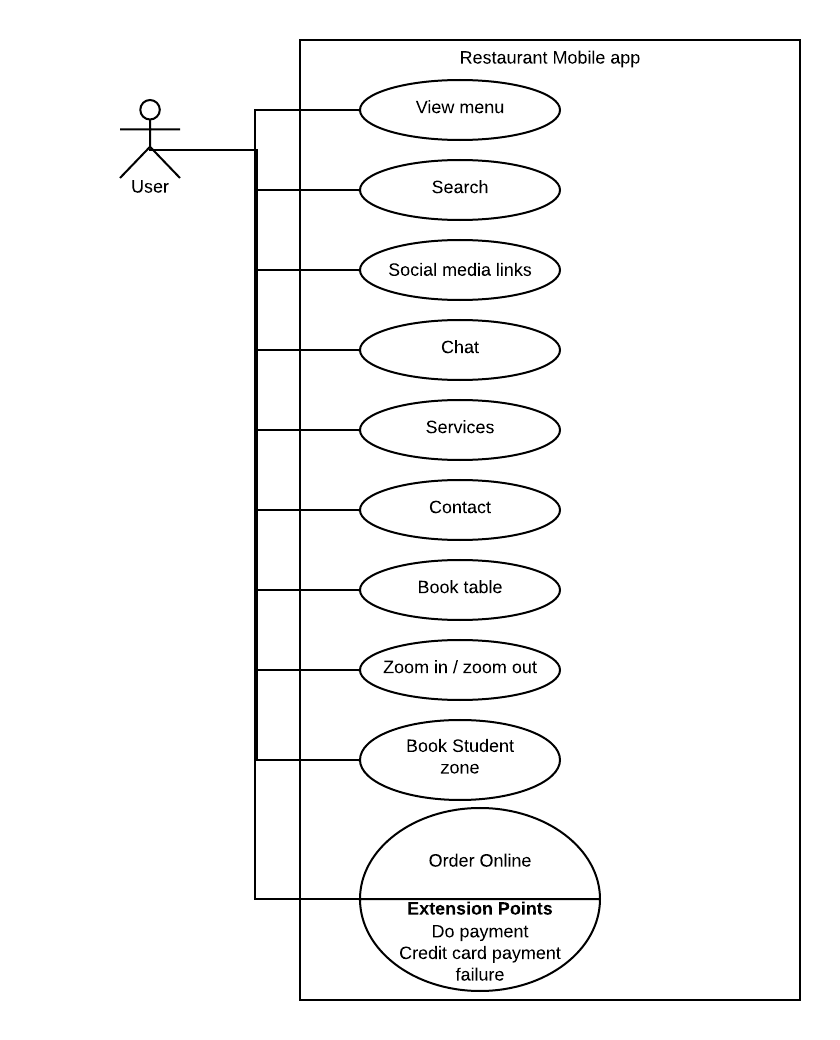 Restaurant Mobile app
View menu
User
Search
Social media links
Chat
Services
Contact
Book table
Zoom in / zoom out
Book Student
zone
Order Online
Extension Points
Do payment
Credit card payment
failure